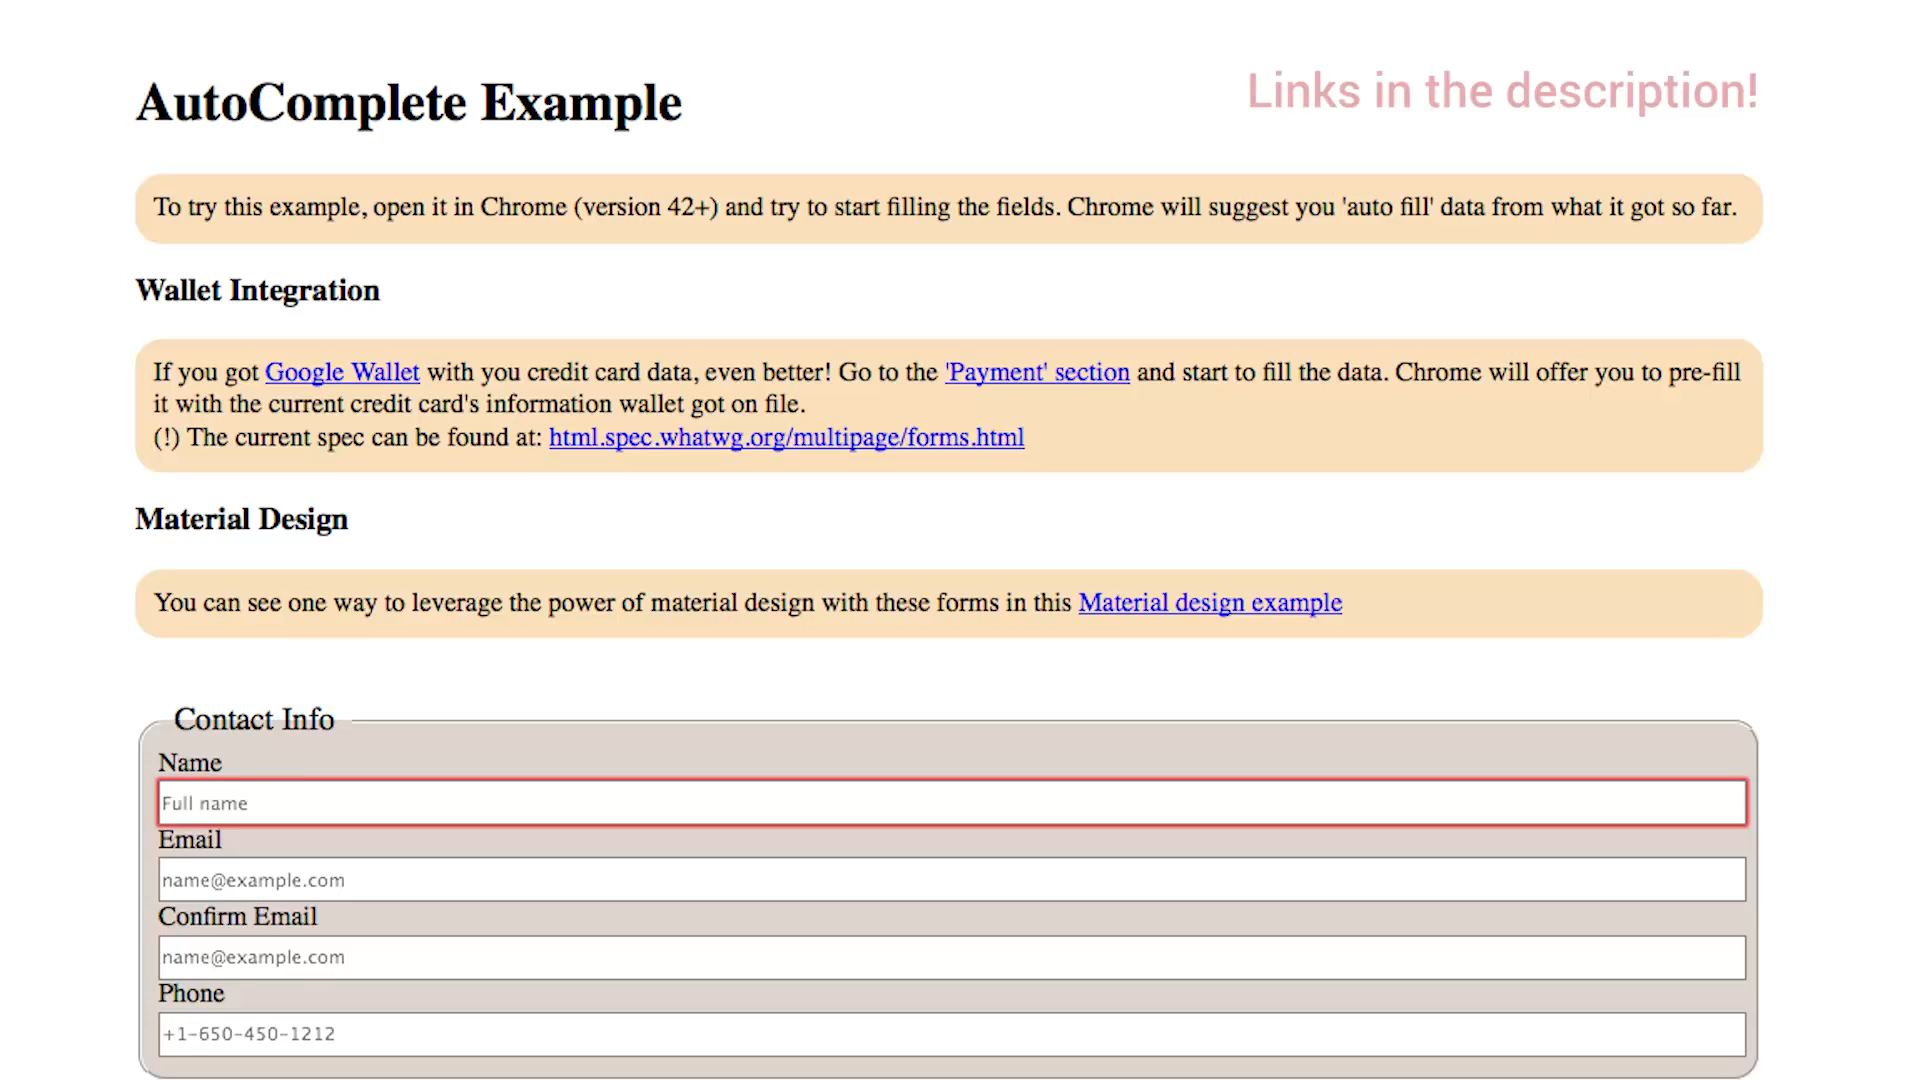 AutoComplete Example
Links in the description!
To try this example, open it in Chrome (version 42+) and try to start filling the fields. Chrome will suggest you 'auto fill' data from what it got so far.
Wallet Integration
If you got Google Wallet with you credit card data, even better! Go to the 'Payment' section and start to fill the data. Chrome will offer you to pre-fill
it with the current credit card's information wallet got on file.
(!) The current spec can be found at: html.spec.whatwg.org/multipage/forms.html
Material Design
You can see one way to leverage the power of material design with these forms in this Material design example
Contact Info
Name
Full name
Email
name@example.com
Confirm Email
name@example.com
Phone
+1-650-450-1212